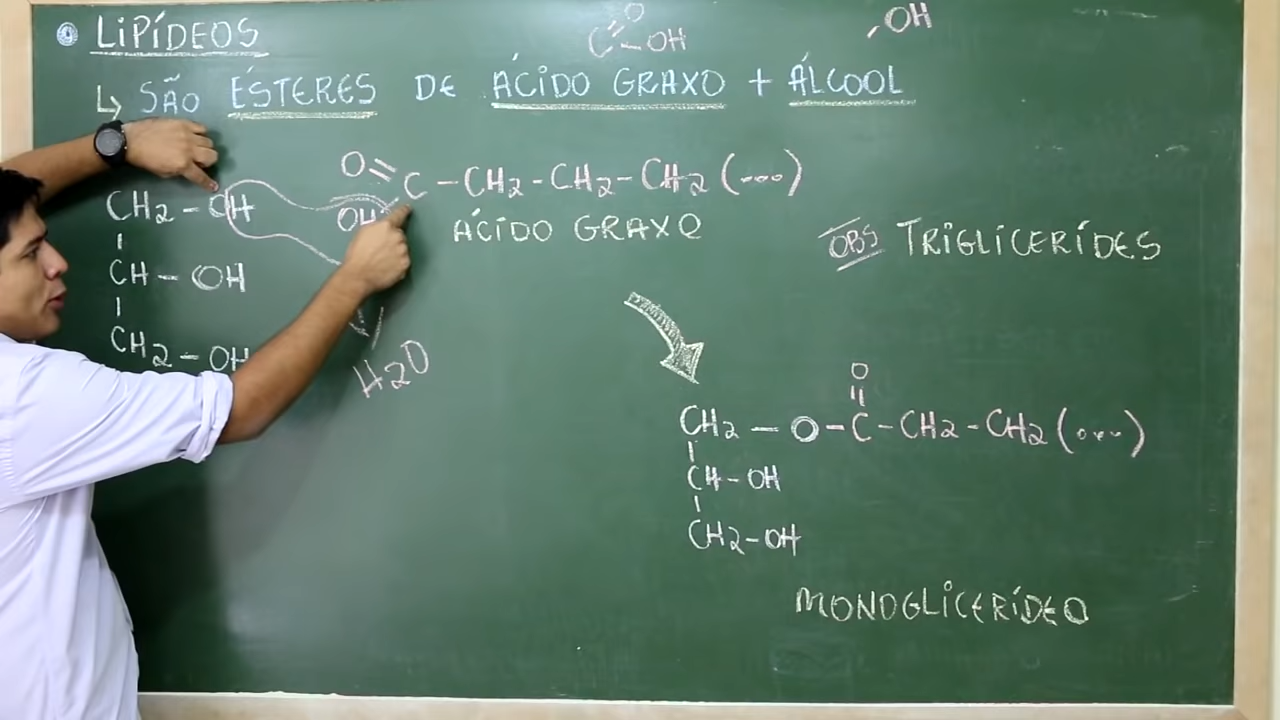 O
C=-OH
-OH
LIPÍDEOS
↳ SÃO ÉSTERES DE ÁCIDO GRAXO + ÁLCOOL
O=C-CH2-CH2-CH2(...)
OH
ÁCIDO GRAXO
CH2-OH
CH-OH
CH2-OH
H2O
OBS TRIGLICERÍDES
O
CH2-O-C-CH2-CH2(...)
CH-OH
CH2-OH
MONOGLICERÍDEO